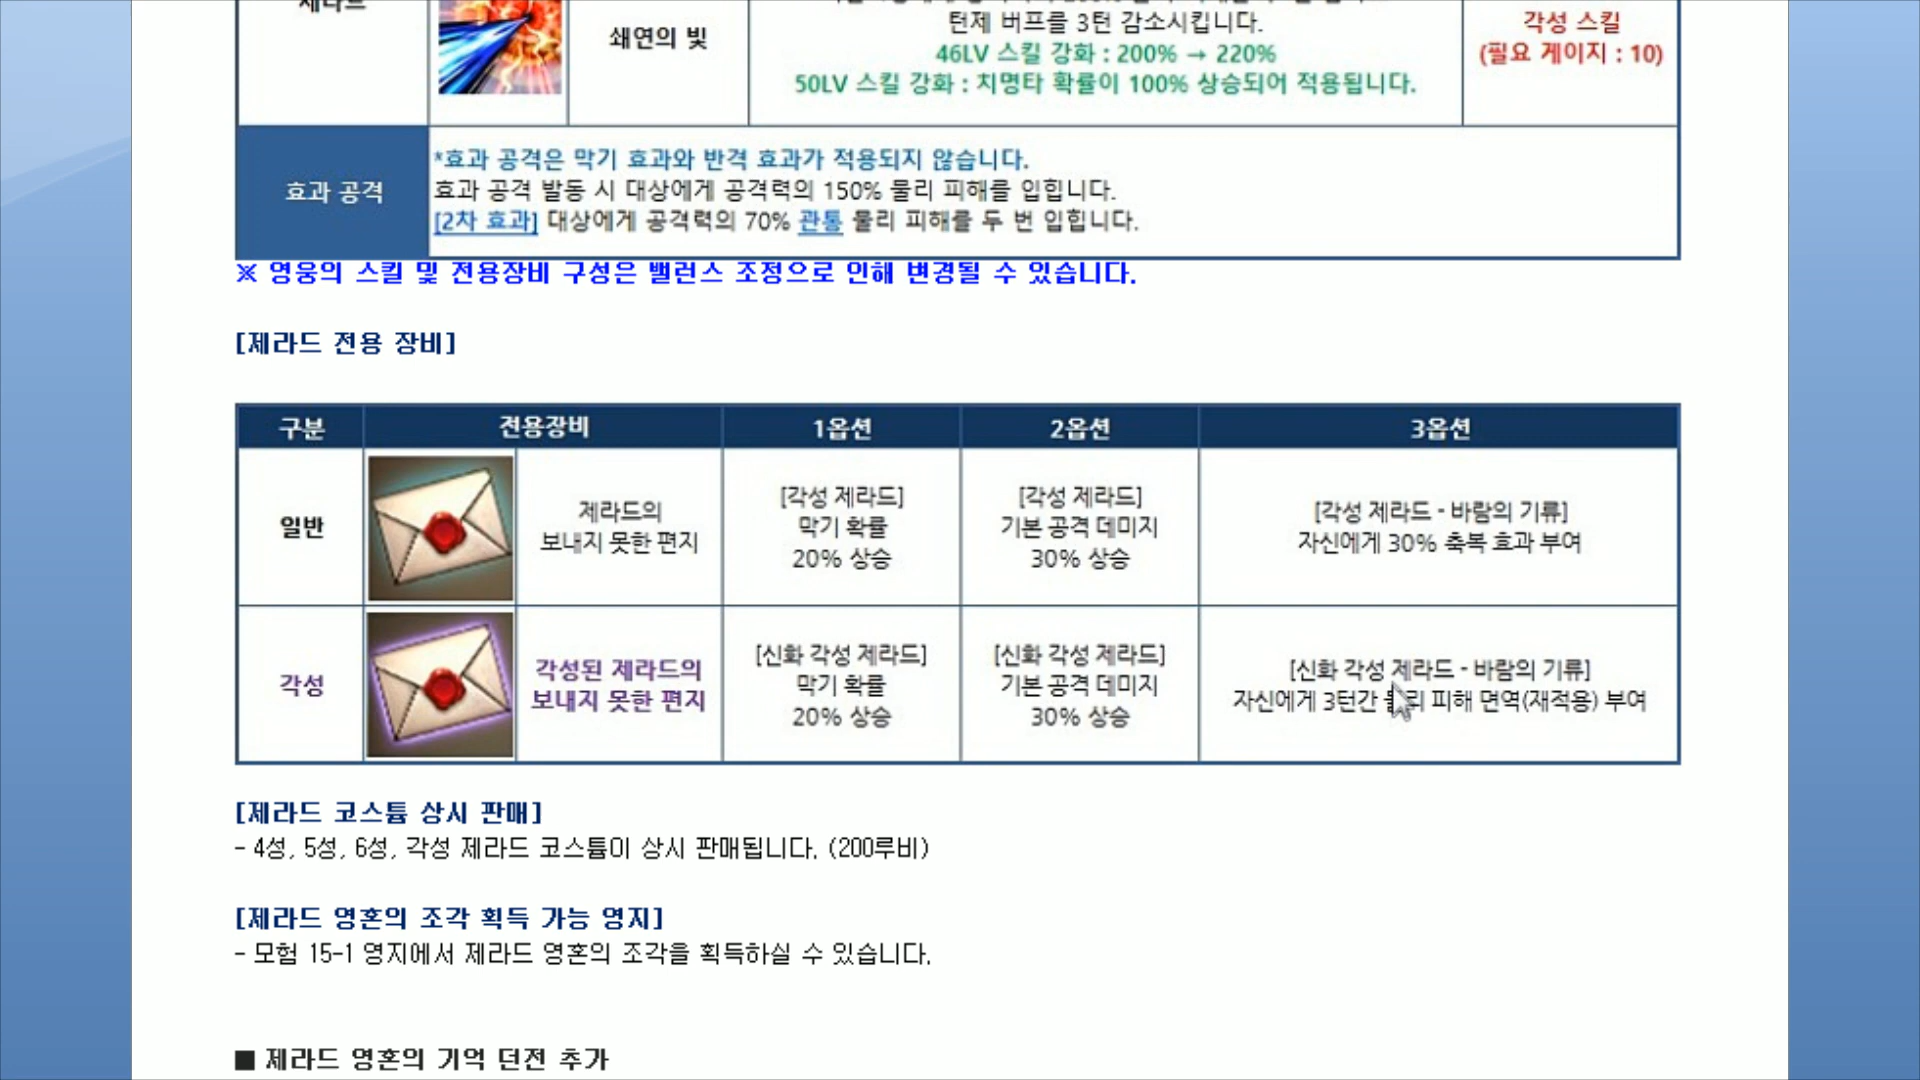 제라드
쇄연의 빛
턴제 버프를 3턴 감소시킵니다.
46LV 스킬 강화 : 200% → 220%
50LV 스킬 강화 : 치명타 확률이 100% 상승되어 적용됩니다.
각성 스킬
(필요 게이지 : 10)
효과 공격
*효과 공격은 막기 효과와 반격 효과가 적용되지 않습니다.
효과 공격 발동 시 대상에게 공격력의 150% 물리 피해를 입힙니다.
[2차 효과] 대상에게 공격력의 70% 관통 물리 피해를 두 번 입힙니다.
※ 영웅의 스킬 및 전용장비 구성은 밸런스 조정으로 인해 변경될 수 있습니다.
[제라드 전용 장비]
구분 전용장비 1옵션 2옵션 3옵션
일반
제라드의
보내지 못한 편지
[각성 제라드]
막기 확률
20% 상승
[각성 제라드]
기본 공격 데미지
30% 상승
[각성 제라드 - 바람의 기류]
자신에게 30% 축복 효과 부여
각성
각성된 제라드의
보내지 못한 편지
[신화 각성 제라드]
막기 확률
20% 상승
[신화 각성 제라드]
기본 공격 데미지
30% 상승
[신화 각성 제라드 - 바람의 기류]
자신에게 3턴간 물리 피해 면역(재적용) 부여
[제라드 코스튬 상시 판매]
- 4성, 5성, 6성, 각성 제라드 코스튬이 상시 판매됩니다. (200루비)
[제라드 영혼의 조각 획득 가능 영지]
- 모험 15-1 영지에서 제라드 영혼의 조각을 획득하실 수 있습니다.
■ 제라드 영혼의 기억 던전 추가